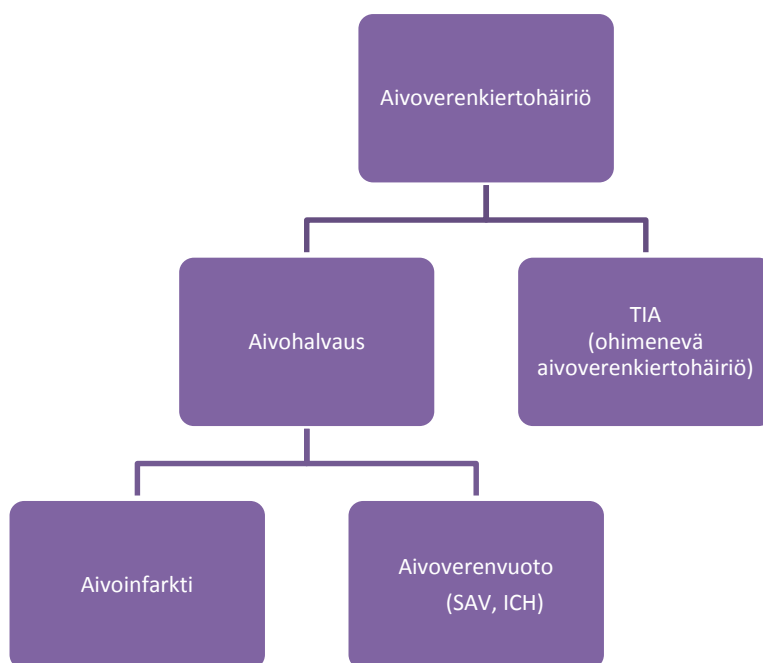 Aivoverenkiertohäiriö
Aivohalvaus
TIA
(ohimenevä
aivoverenkiertohäiriö)
Aivoinfarkti
Aivoverenvuoto
(SAV, ICH)